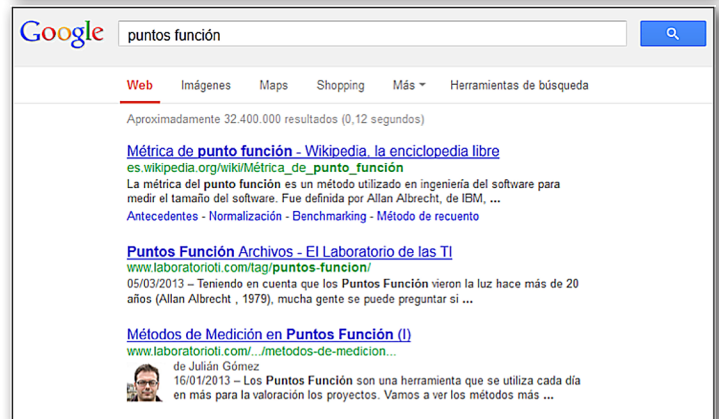 Google puntos función
Web Imágenes Maps Shopping Más Herramientas de búsqueda
Aproximadamente 32.400.000 resultados (0,12 segundos)
Métrica de punto función - Wikipedia, la enciclopedia libre
es.wikipedia.org/wiki/Métrica_de_punto_función
La métrica del punto función es un método utilizado en ingeniería del software para
medir el tamaño del software. Fue definida por Allan Albrecht, de IBM, ...
Antecedentes - Normalización - Benchmarking - Método de recuento
Puntos Función Archivos - El Laboratorio de las TI
www.laboratorioti.com/tag/puntos-funcion/
05/03/2013 – Teniendo en cuenta que los Puntos Función vieron la luz hace más de 20
años (Allan Albrecht , 1979), mucha gente se puede preguntar si ...
Métodos de Medición en Puntos Función (I)
www.laboratorioti.com/.../metodos-de-medicion...
de Julián Gómez
16/01/2013 – Los Puntos Función son una herramienta que se utiliza cada día
en más para la valoración los proyectos. Vamos a ver los métodos más ...